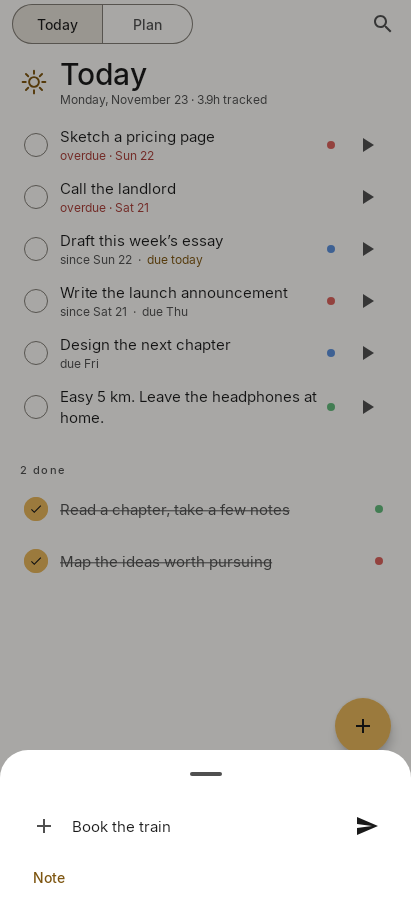 Today
Plan
Today
Monday, November 23 · 3.9h tracked
Sketch a pricing page
overdue · Sun 22
Call the landlord
overdue · Sat 21
Draft this week’s essay
since Sun 22 · due today
Write the launch announcement
since Sat 21 · due Thu
Design the next chapter
due Fri
Easy 5 km. Leave the headphones at
home.
2 done
Read a chapter, take a few notes
Map the ideas worth pursuing
Book the train
Note